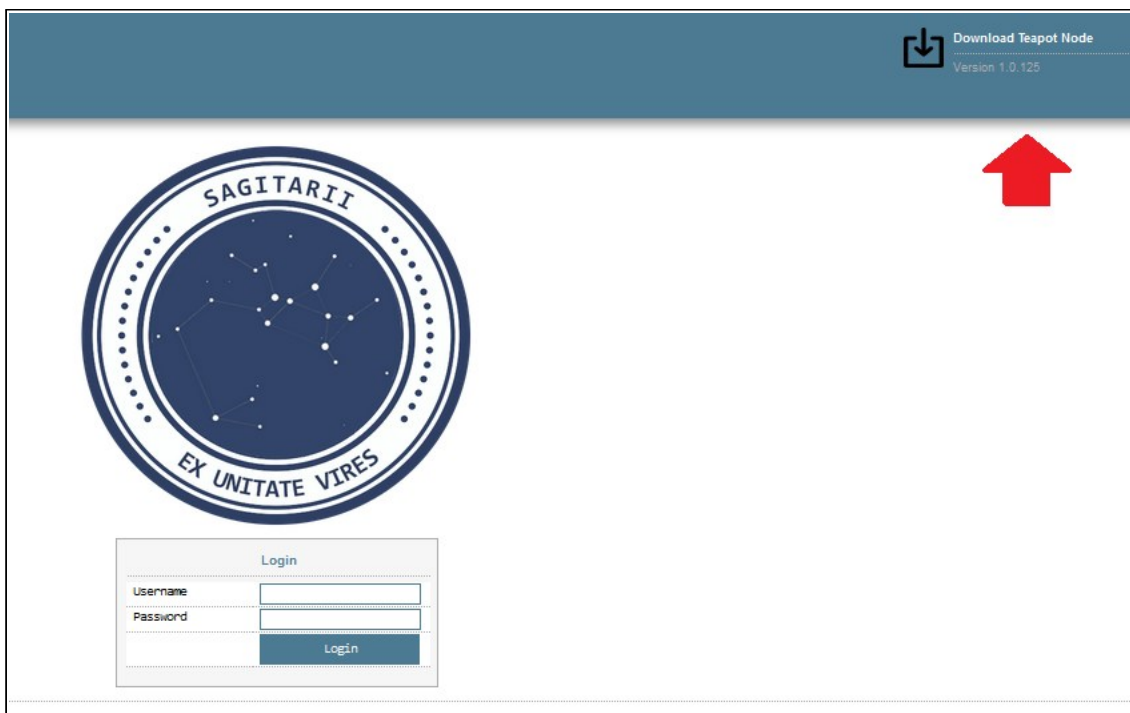 Download Teapot Node
Version 1.0.125
SAGITARII
EX UNITATE VIRES
Login
Username
Password
Login